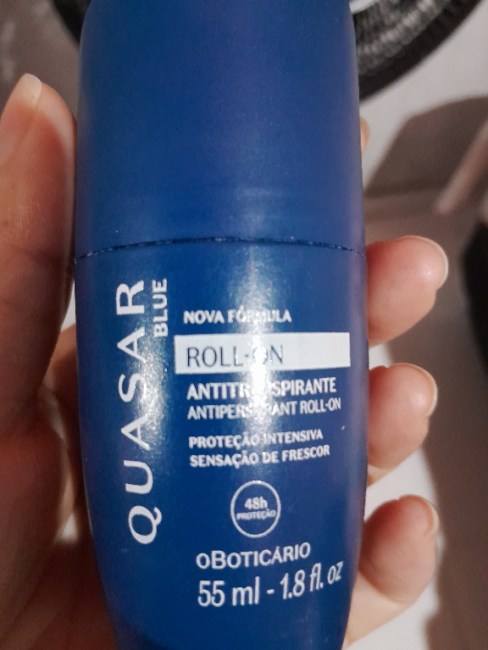 QUASAR
BLUE
NOVA FÓRMULA
ROLL-ON
ANTITRANSPIRANTE
ANTIPERSPIRANT ROLL-ON
PROTEÇÃO INTENSIVA
SENSAÇÃO DE FRESCOR
48h
PROTEÇÃO
oBOTICÁRIO
55 ml - 1.8 fl. oz